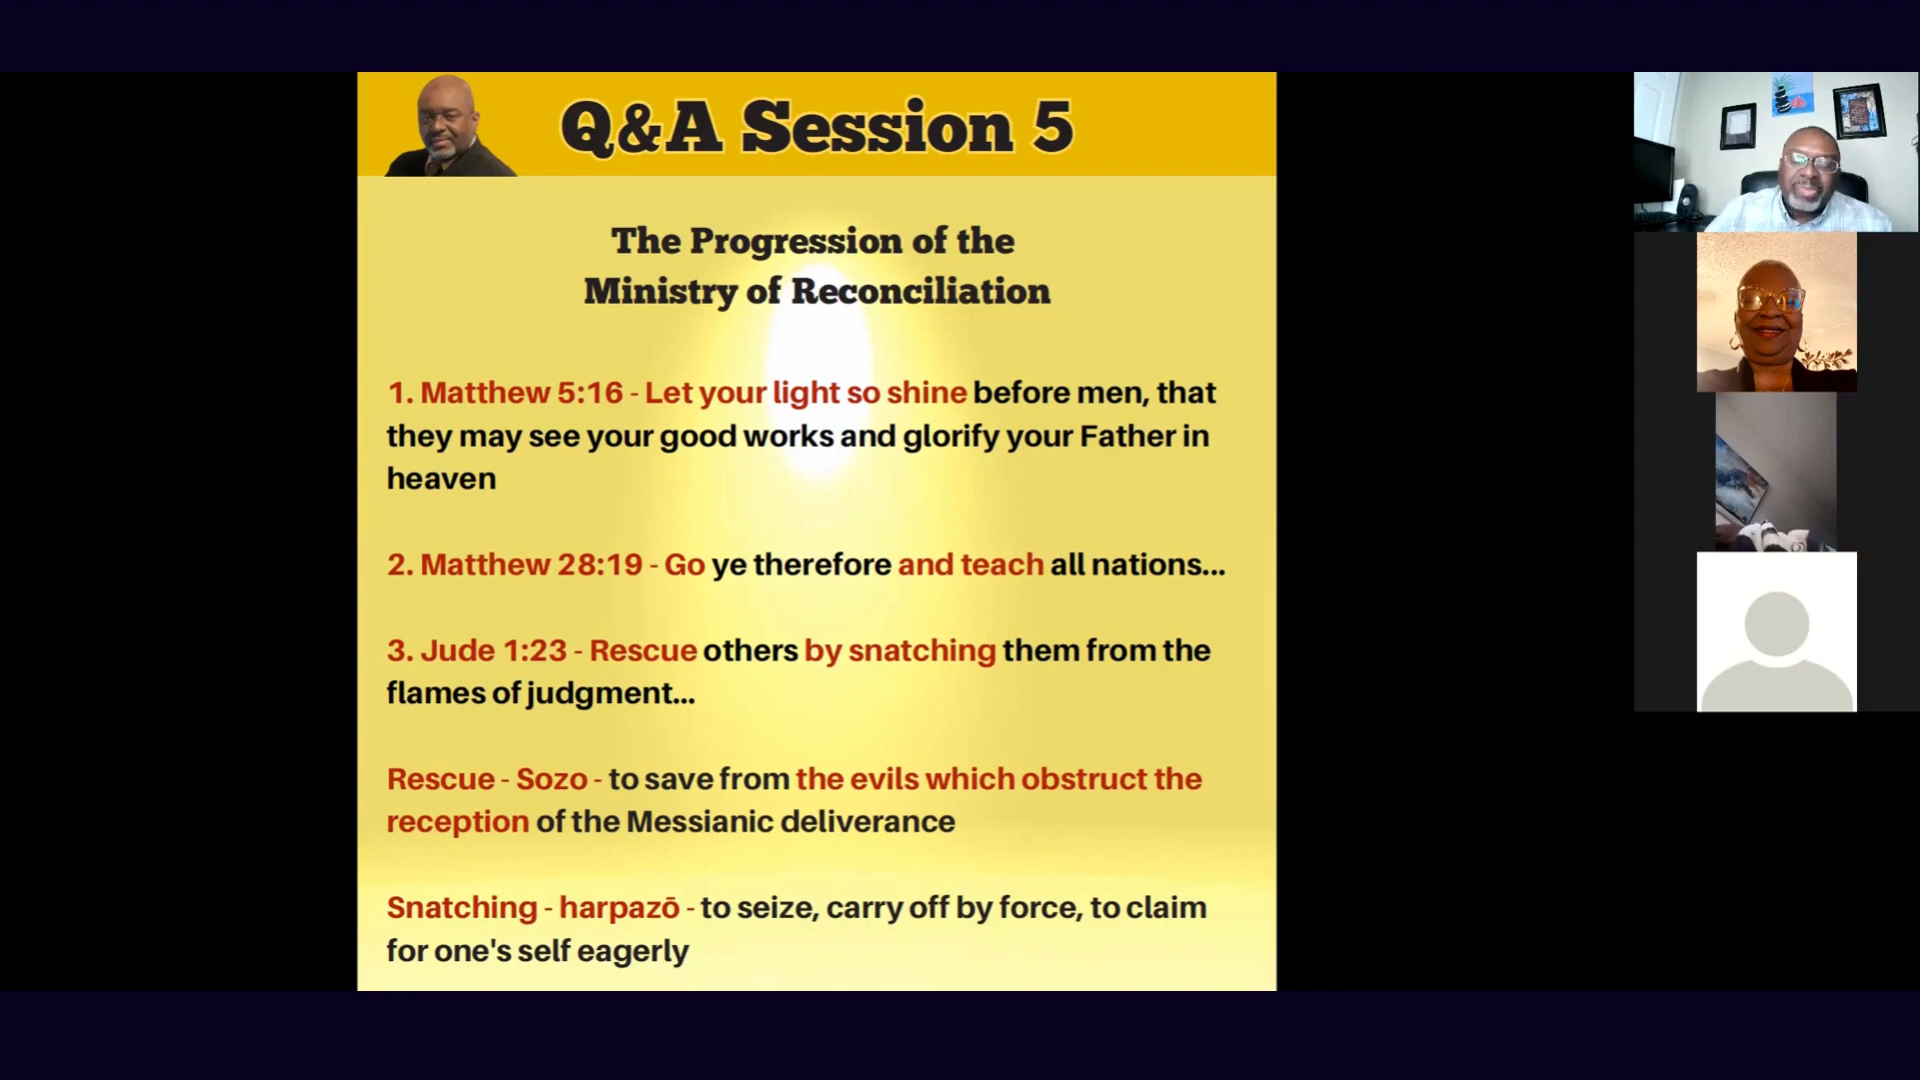 Q&A Session 5
The Progression of the
Ministry of Reconciliation
1. Matthew 5:16 - Let your light so shine before men, that
they may see your good works and glorify your Father in
heaven
2. Matthew 28:19 - Go ye therefore and teach all nations...
3. Jude 1:23 - Rescue others by snatching them from the
flames of judgment...
Rescue - Sozo - to save from the evils which obstruct the
reception of the Messianic deliverance
Snatching - harpazō - to seize, carry off by force, to claim
for one's self eagerly